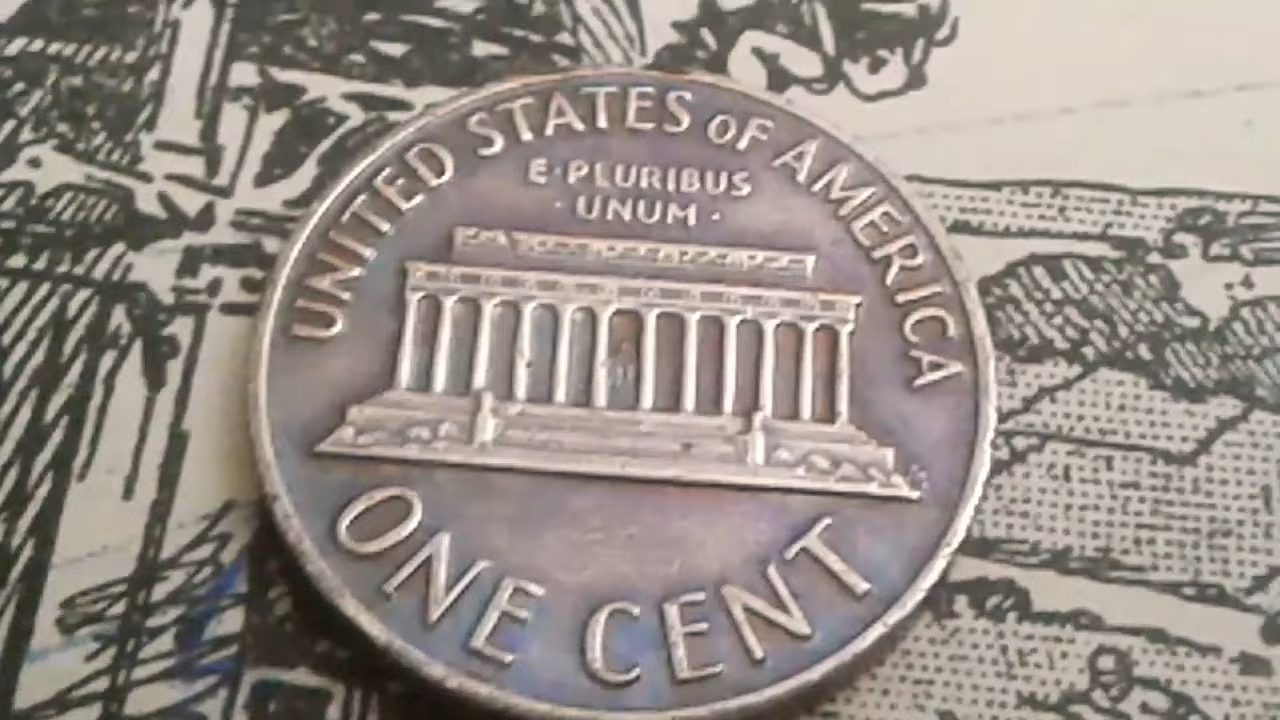 UNITED STATES OF AMERICA
E·PLURIBUS
·UNUM·
ONE CENT